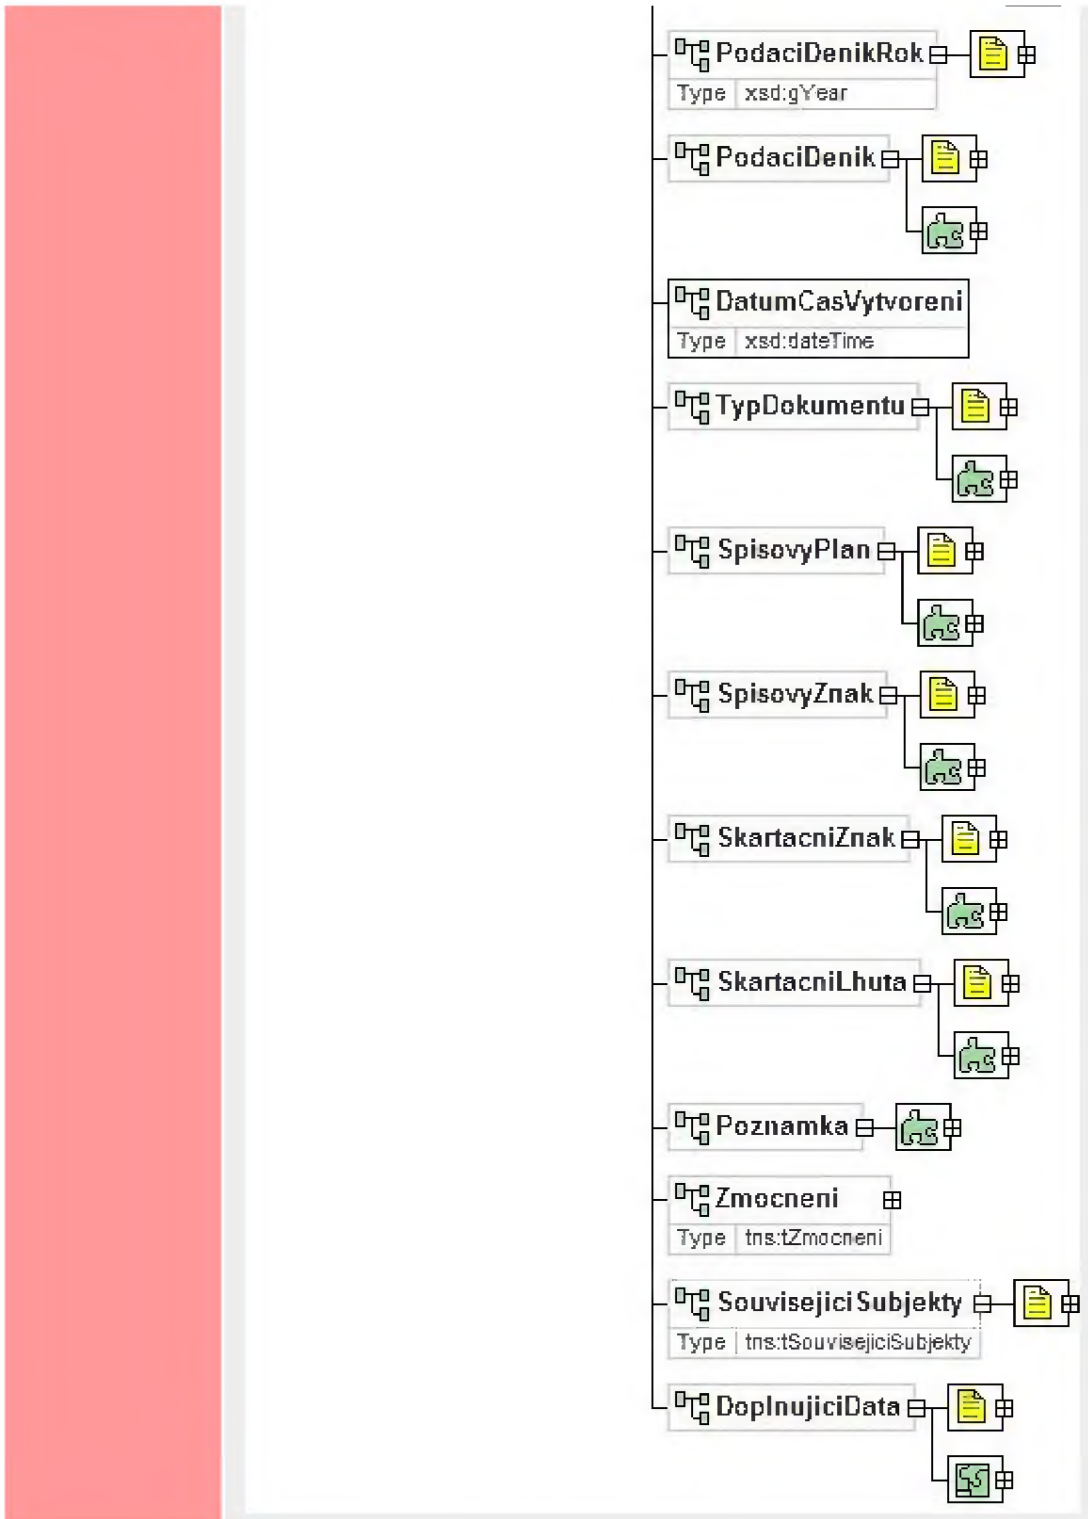 PodaciDenikRok
Type xsd:gYear
PodaciDenik
DatumCasVytvoreni
Type xsd:dateTime
TypDokumentu
SpisovyPlan
SpisovyZnak
SkartacniZnak
SkartacniLhuta
Poznamka
Zmocneni
Type tns:tZmocneni
SouvisejiciSubjekty
Type tns:tSouvisejiciSubjekty
DoplnujiciData